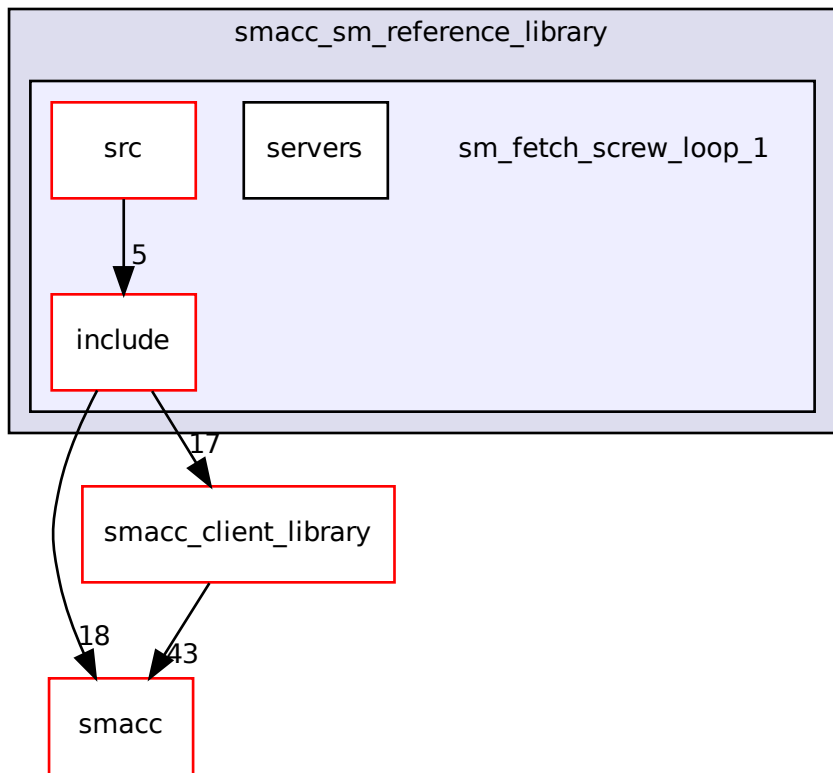 smacc_sm_reference_library
src
servers
sm_fetch_screw_loop_1
5
include
17
smacc_client_library
18
43
smacc